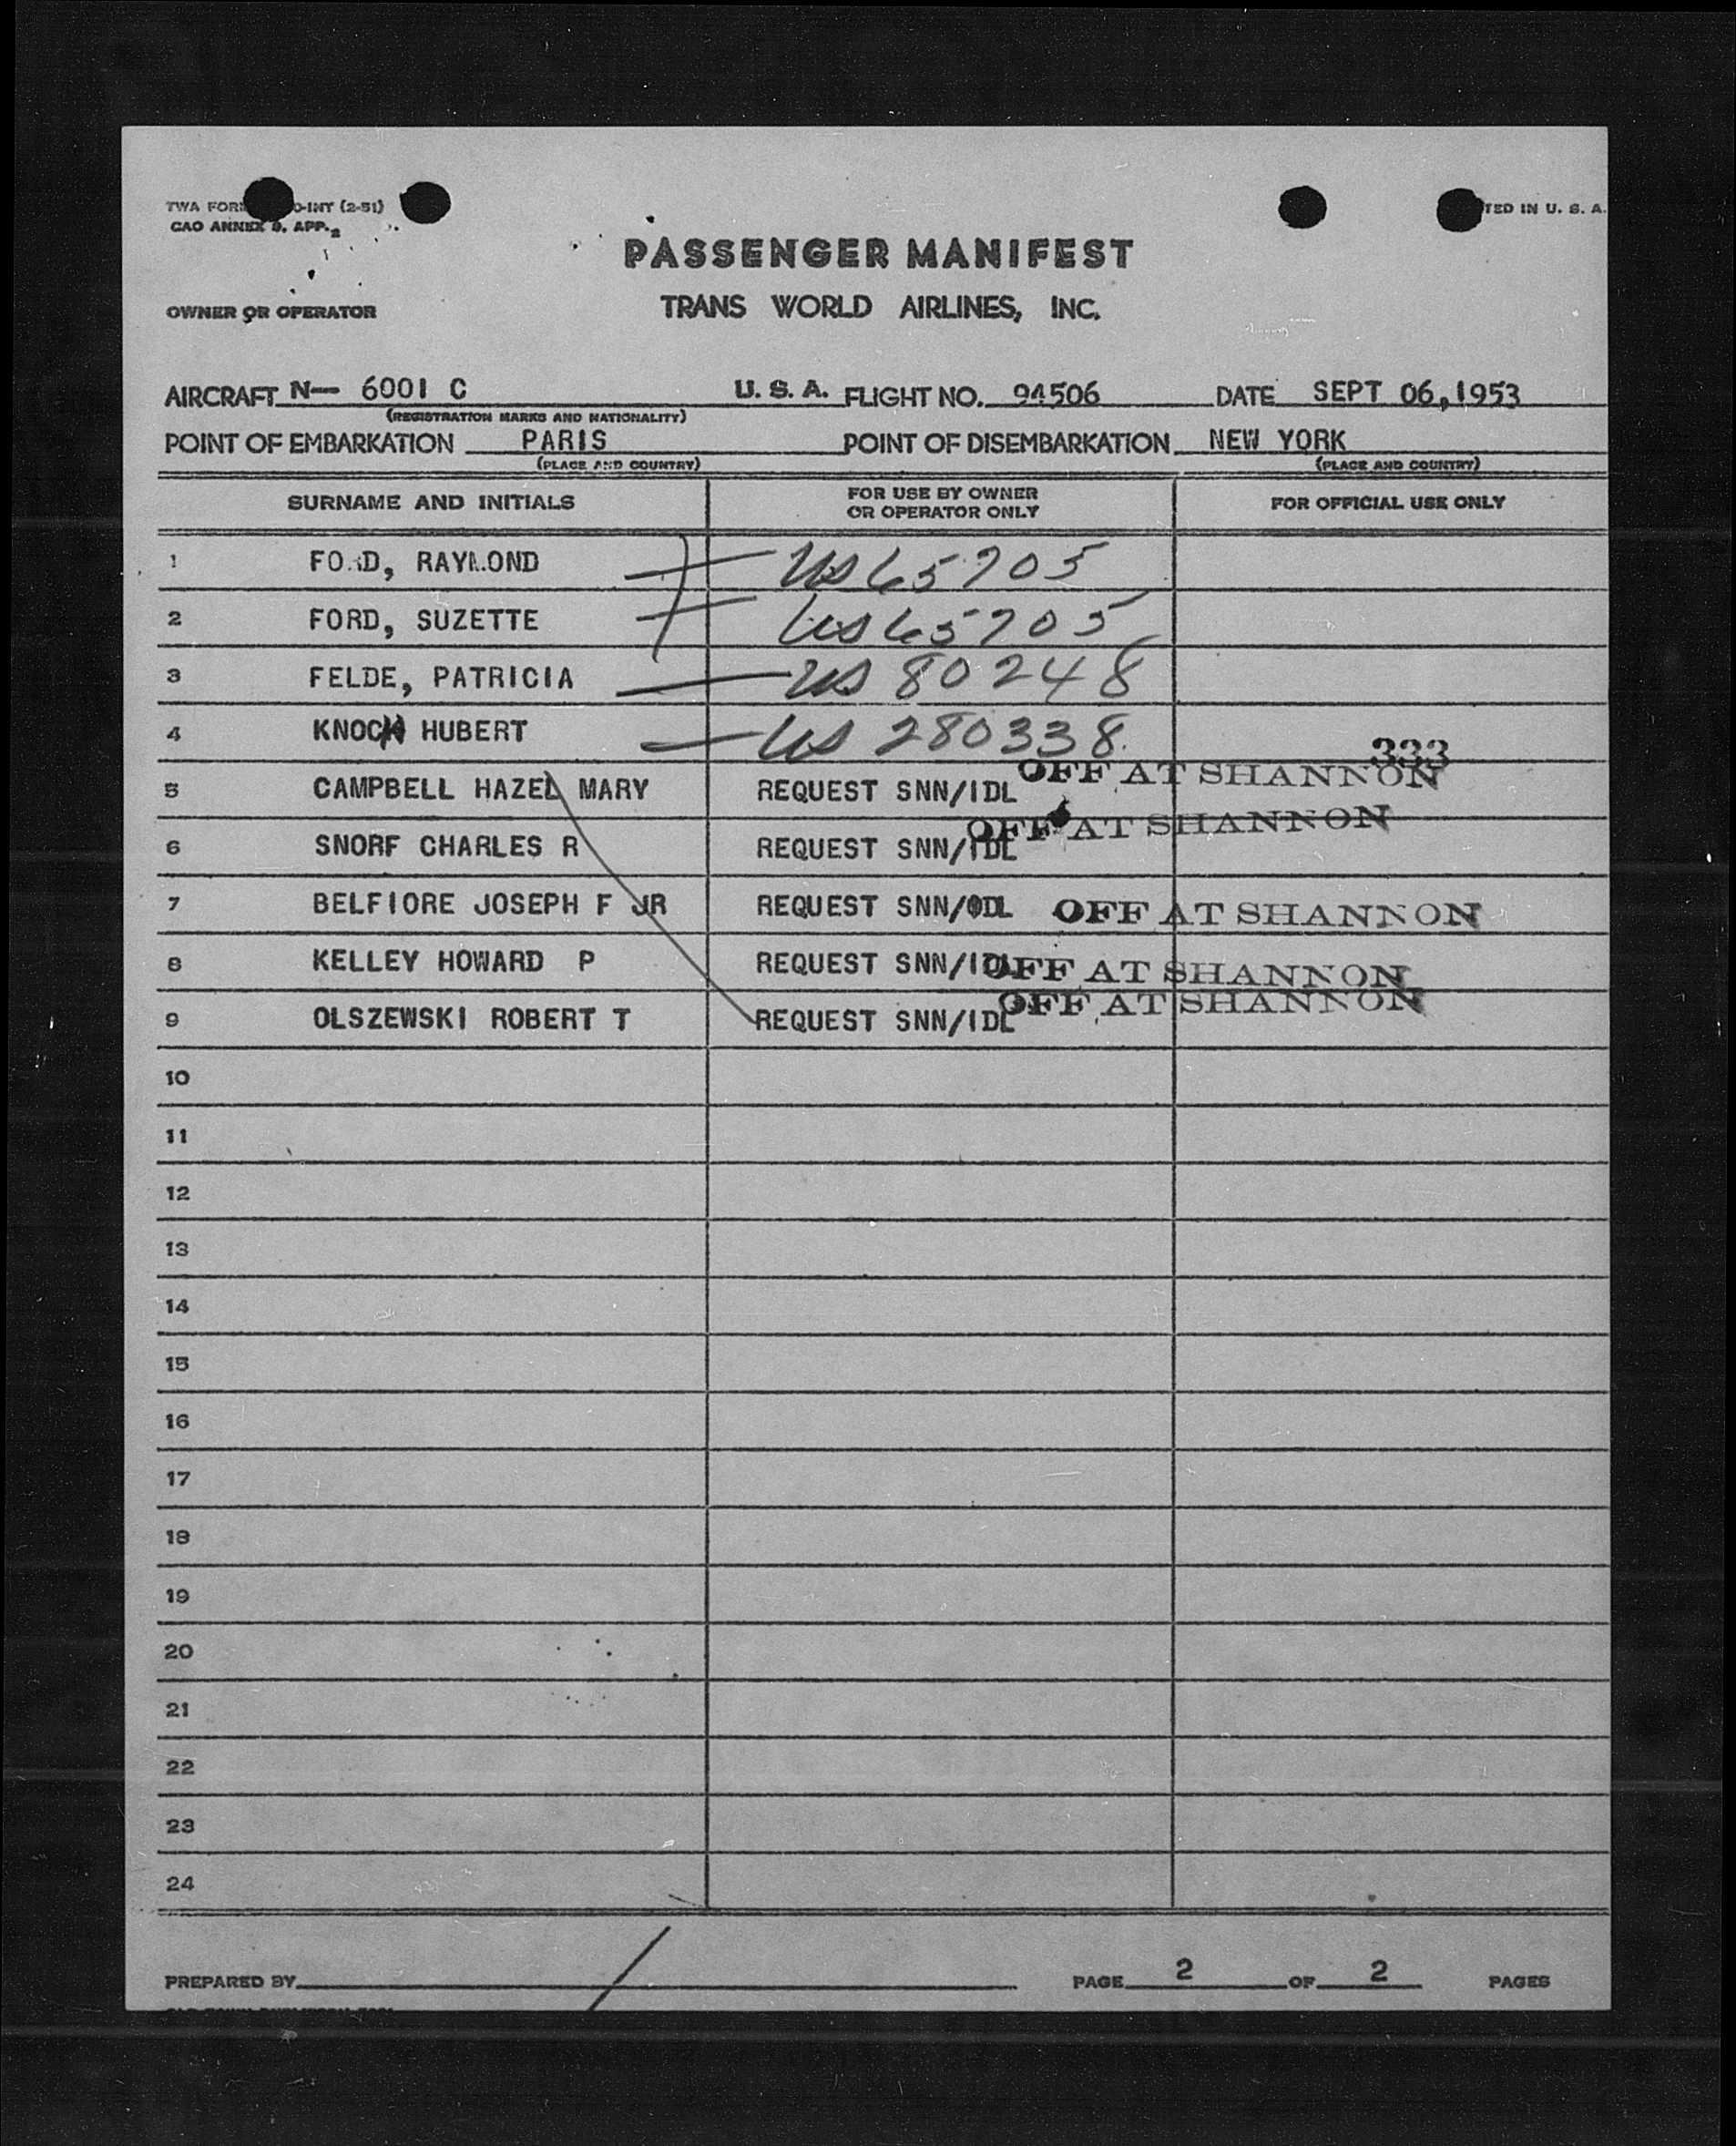 TWA FOR O-INT (2-51)
CAO ANNEX 9, APP. 2
TED IN U. S. A.
PASSENGER MANIFEST
OWNER OR OPERATOR TRANS WORLD AIRLINES, INC.
AIRCRAFT N— 6001 C U. S. A. FLIGHT NO. 94506 DATE SEPT 06, 1953
(REGISTRATION MARKS AND NATIONALITY)
POINT OF EMBARKATION PARIS POINT OF DISEMBARKATION NEW YORK
(PLACE AND COUNTRY) (PLACE AND COUNTRY)
SURNAME AND INITIALS FOR USE BY OWNER OR OPERATOR ONLY FOR OFFICIAL USE ONLY
1 FORD, RAYMOND US 65705
2 FORD, SUZETTE US 65705
3 FELDE, PATRICIA US 80248
4 KNOCH HUBERT US 280338
333
5 CAMPBELL HAZEL MARY REQUEST SNN/IDL OFF AT SHANNON
6 SNORF CHARLES R REQUEST SNN/IDL OFF AT SHANNON
7 BELFIORE JOSEPH F JR REQUEST SNN/IDL OFF AT SHANNON
8 KELLEY HOWARD P REQUEST SNN/IDL OFF AT SHANNON
9 OLSZEWSKI ROBERT T REQUEST SNN/IDL OFF AT SHANNON
10
11
12
13
14
15
16
17
18
19
20
21
22
23
24
PREPARED BY PAGE 2 OF 2 PAGES